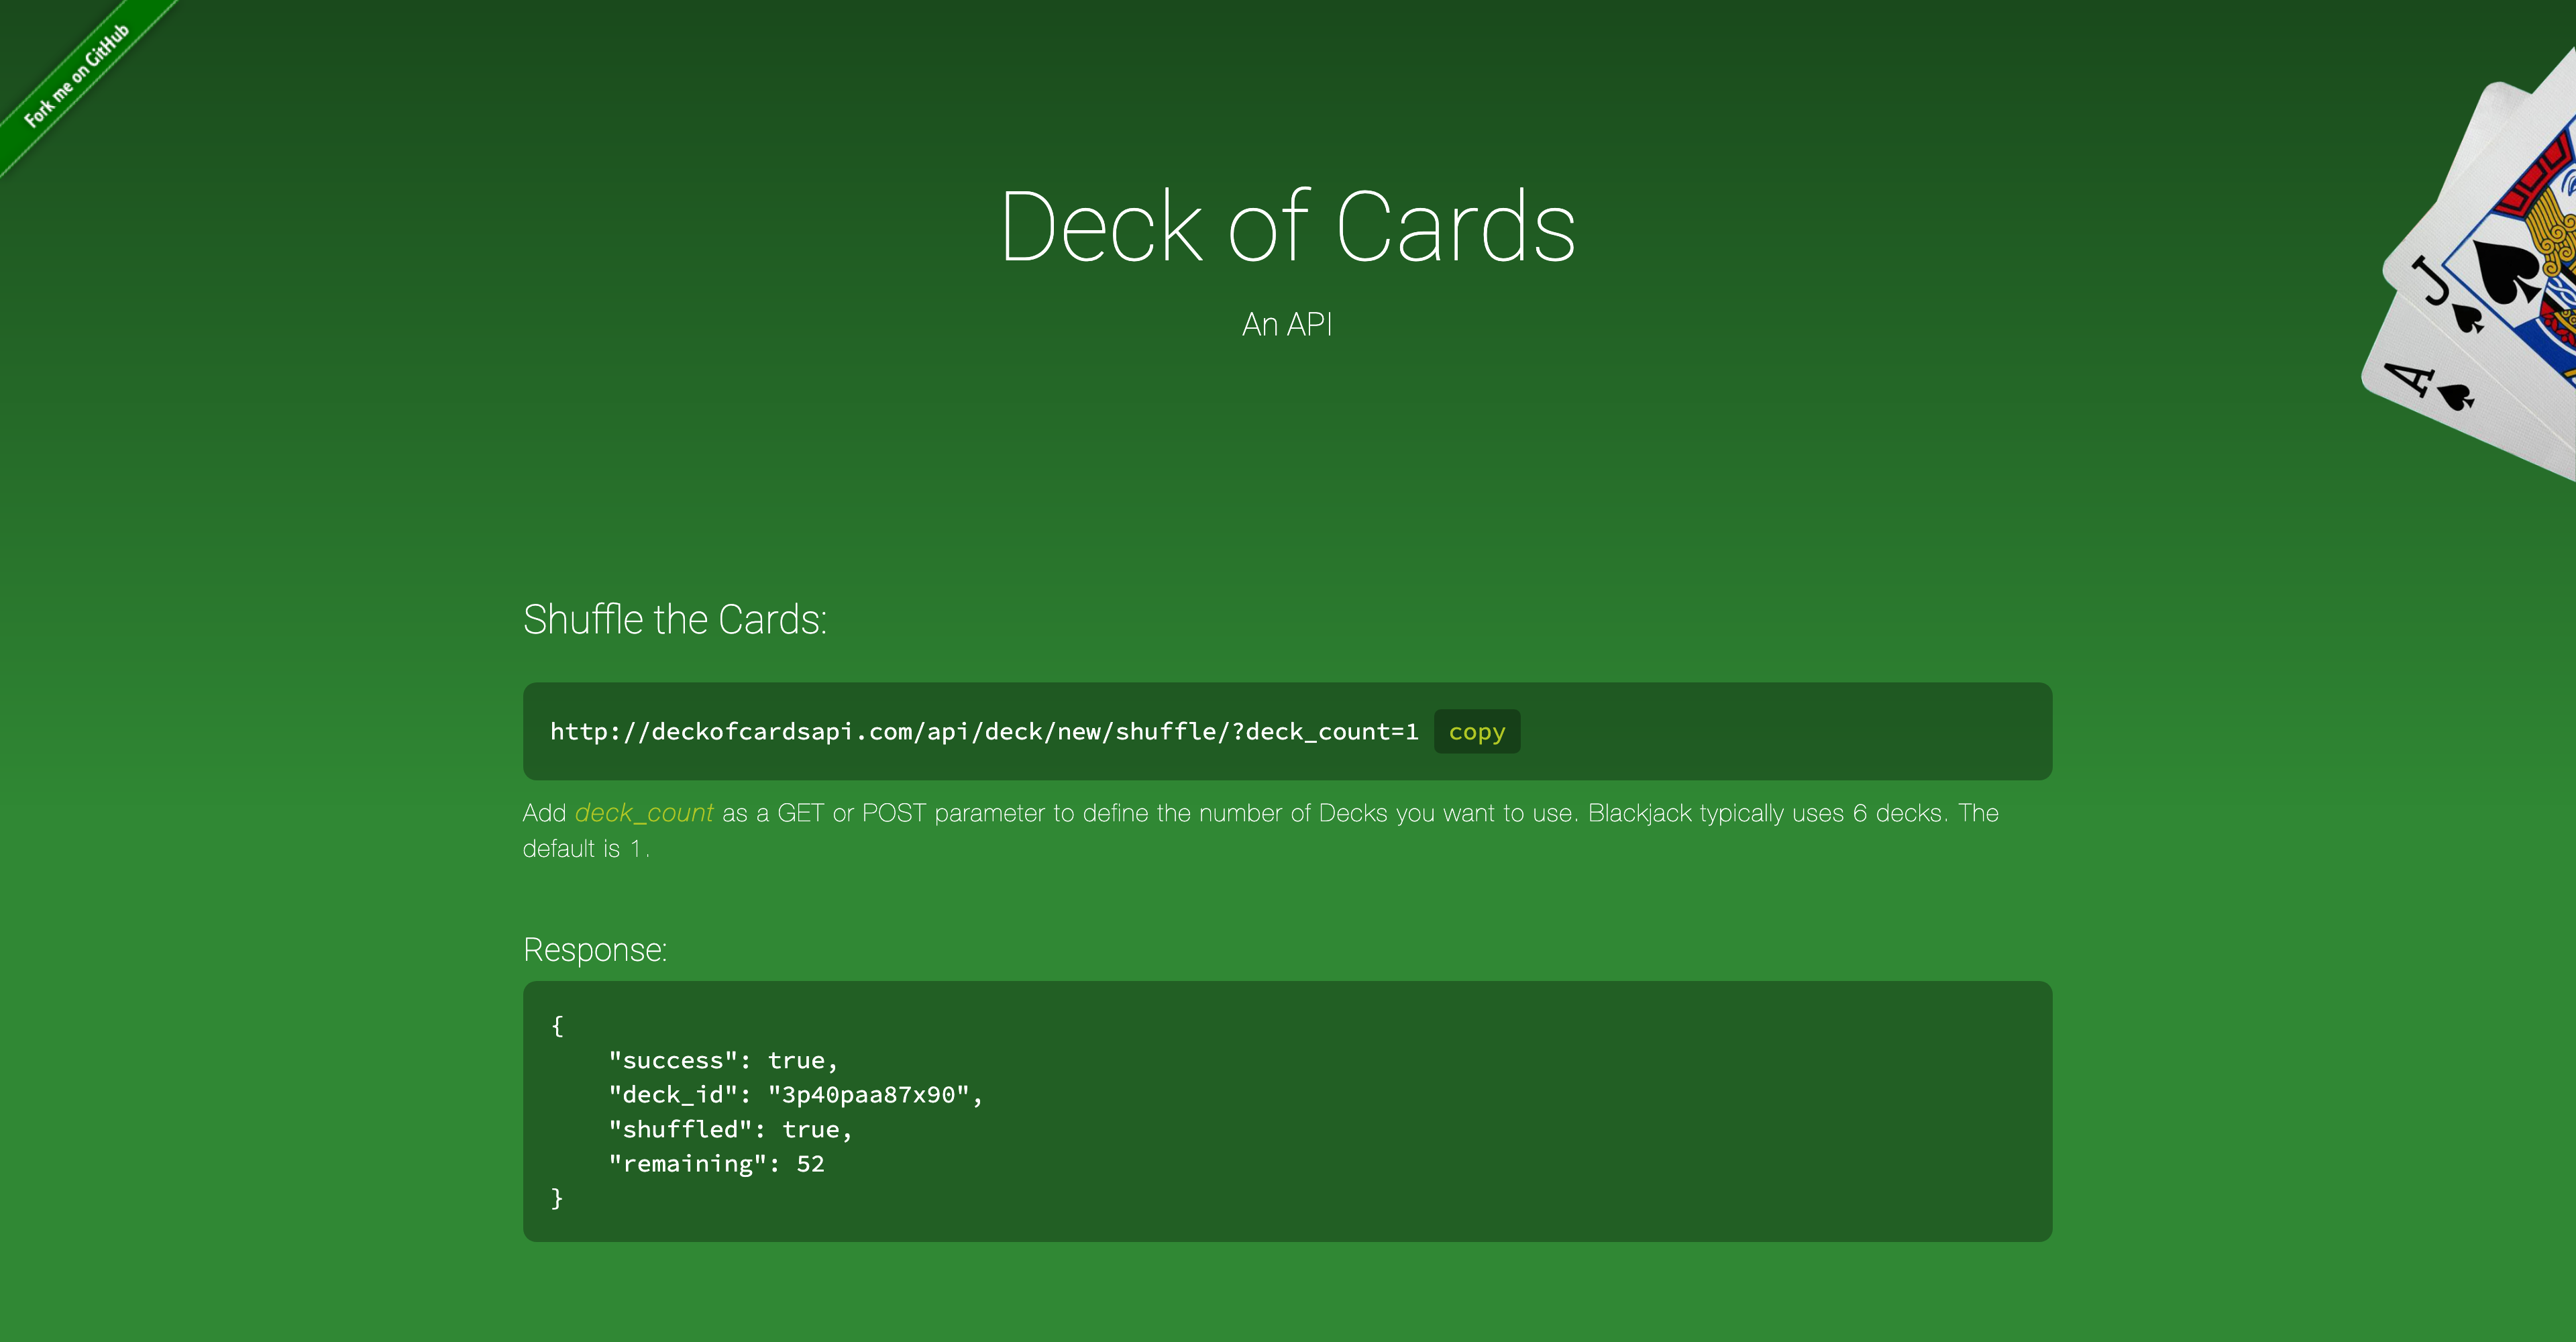 Fork me on GitHub
Deck of Cards
An API
J
A
Shuffle the Cards:
http://deckofcardsapi.com/api/deck/new/shuffle/?deck_count=1 copy
Add deck_count as a GET or POST parameter to define the number of Decks you want to use. Blackjack typically uses 6 decks. The
default is 1.
Response:
{
    "success": true,
    "deck_id": "3p40paa87x90",
    "shuffled": true,
    "remaining": 52
}